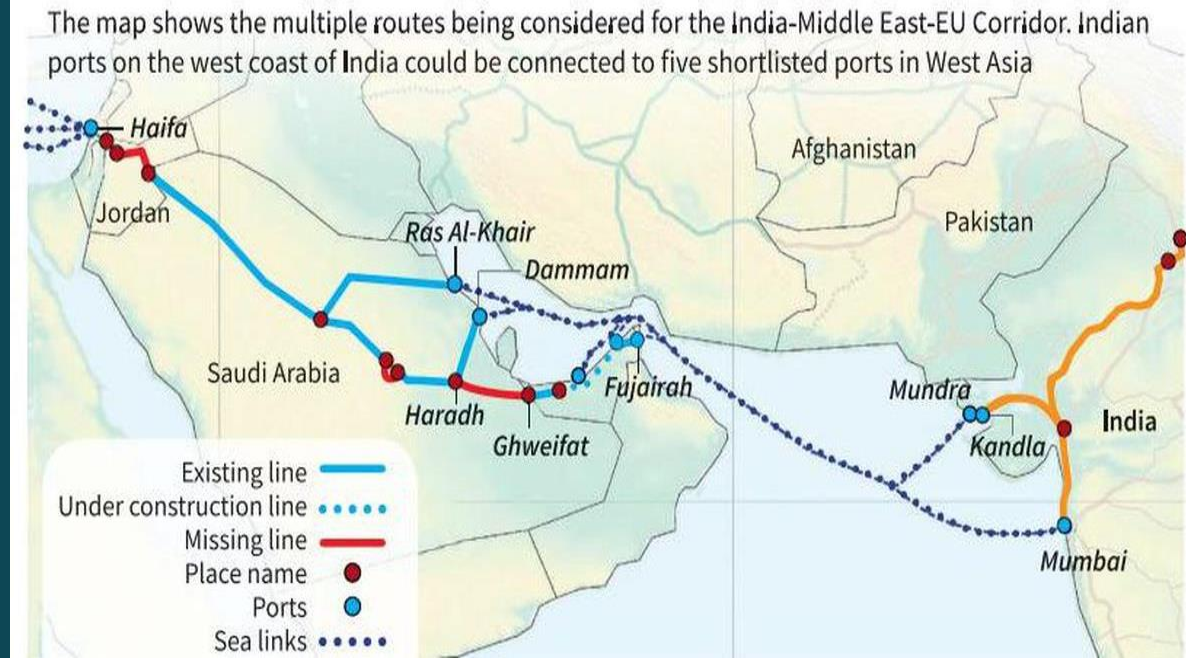 The map shows the multiple routes being considered for the India-Middle East-EU Corridor. Indian
ports on the west coast of India could be connected to five shortlisted ports in West Asia
Haifa
Afghanistan
Jordan
Pakistan
Ras Al-Khair
Dammam
Saudi Arabia
Fujairah
Mundra
Haradh
India
Ghweifat
Kandla
Existing line
Under construction line
Missing line
Mumbai
Place name
Ports
Sea links